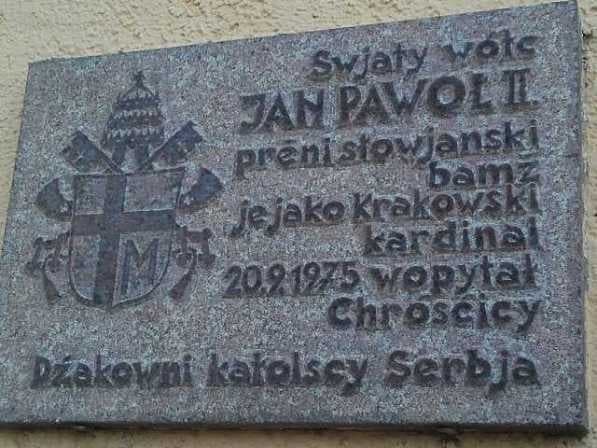 Swjaty wótc
JAN PAWOŁ II.
prěni słowjanski
bamž
je jako Krakowski
kardinal
20.9.1975 wopytał
Chrósćicy
Dźakowni katolscy Serbja
M